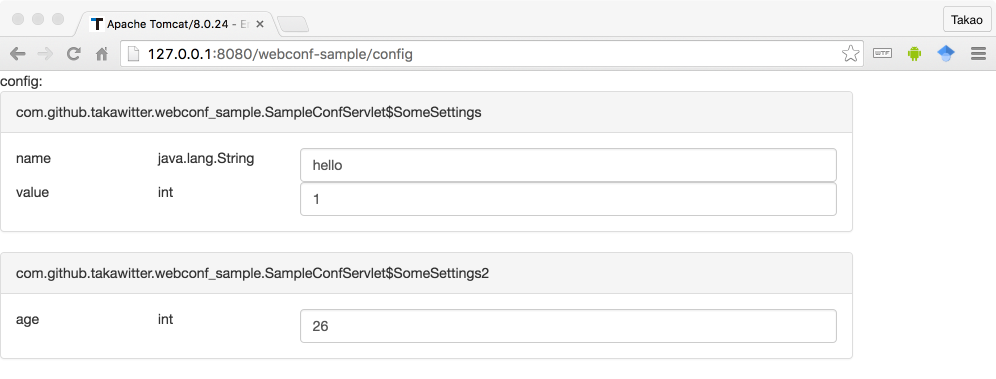 Apache Tomcat/8.0.24 - Er
Takao
127.0.0.1:8080/webconf-sample/config
WTF
config:
com.github.takawitter.webconf_sample.SampleConfServlet$SomeSettings
name java.lang.String hello
value int 1
com.github.takawitter.webconf_sample.SampleConfServlet$SomeSettings2
age int 26